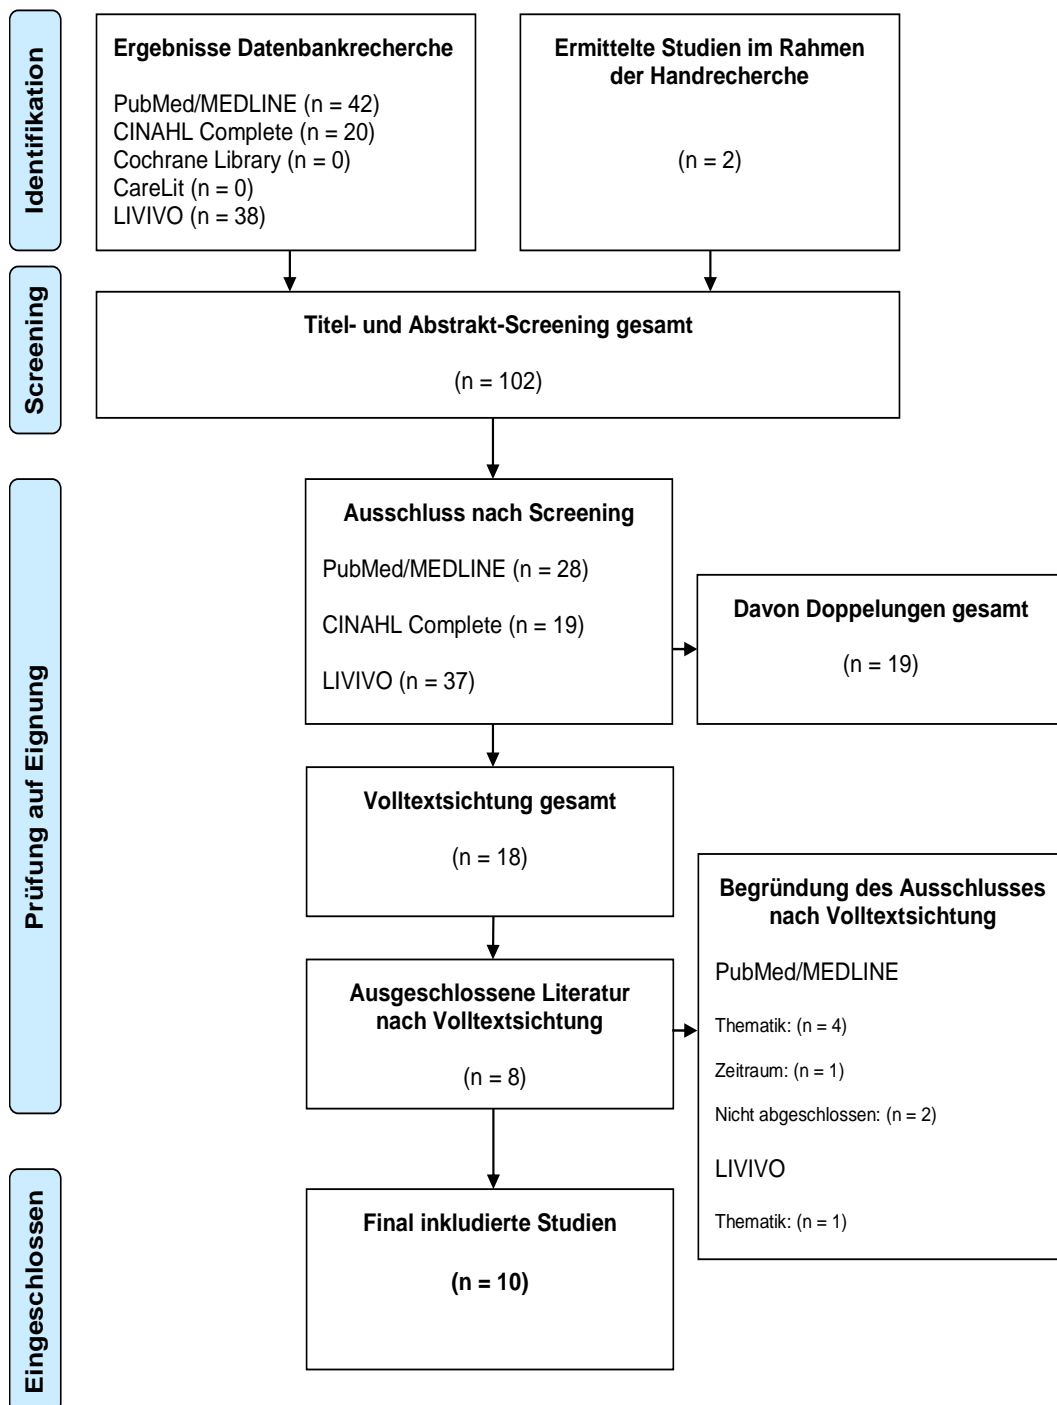 Identifikation
Ergebnisse Datenbankrecherche
PubMed/MEDLINE (n = 42)
CINAHL Complete (n = 20)
Cochrane Library (n = 0)
CareLit (n = 0)
LIVIVO (n = 38)
Ermittelte Studien im Rahmen
der Handrecherche
(n = 2)
Screening
Titel- und Abstrakt-Screening gesamt
(n = 102)
Prüfung auf Eignung
Ausschluss nach Screening
PubMed/MEDLINE (n = 28)
CINAHL Complete (n = 19)
LIVIVO (n = 37)
Davon Doppelungen gesamt
(n = 19)
Volltextsichtung gesamt
(n = 18)
Ausgeschlossene Literatur
nach Volltextsichtung
(n = 8)
Begründung des Ausschlusses
nach Volltextsichtung
PubMed/MEDLINE
Thematik: (n = 4)
Zeitraum: (n = 1)
Nicht abgeschlossen: (n = 2)
LIVIVO
Thematik: (n = 1)
Eingeschlossen
Final inkludierte Studien
(n = 10)